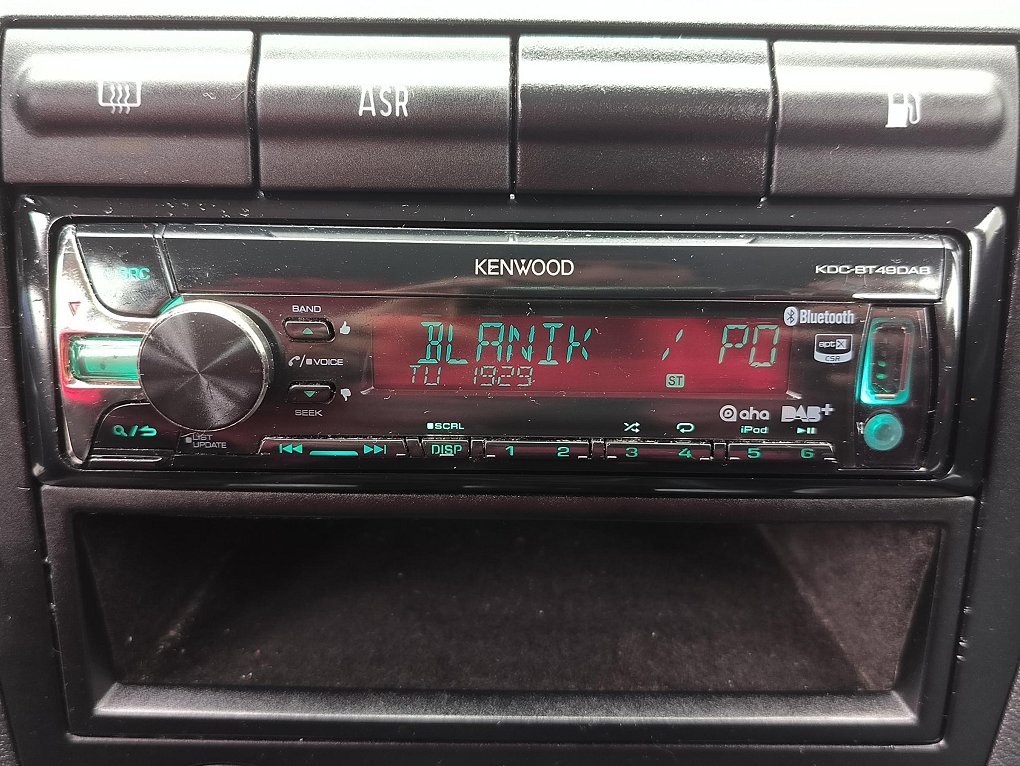 ASR
KENWOOD
KDC-BT49DAB
SRC
BAND
VOICE
SEEK
BLANIK / PO
TU 1929
ST
Bluetooth
aptX
CSR
aha DAB+
LIST
UPDATE
SCRL
iPod
DISP 1 2 3 4 5 6